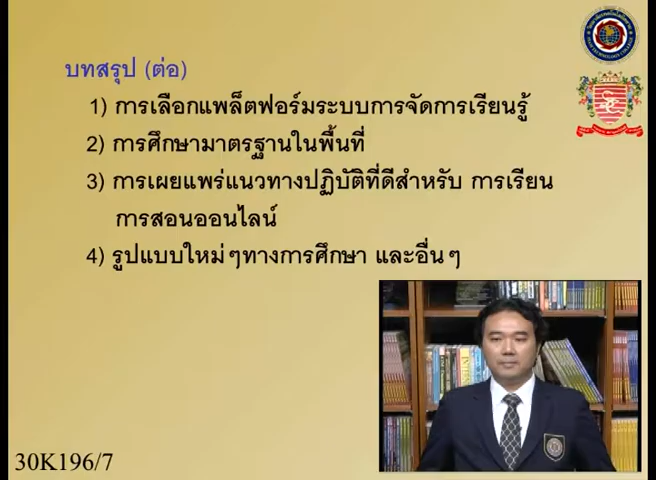 บทสรุป (ต่อ)
1) การเลือกแพล็ตฟอร์มระบบการจัดการเรียนรู้
2) การศึกษามาตรฐานในพื้นที่
3) การเผยแพร่แนวทางปฏิบัติที่ดีสำหรับ การเรียน
การสอนออนไลน์
4) รูปแบบใหม่ๆทางการศึกษา และอื่นๆ
30K196/7